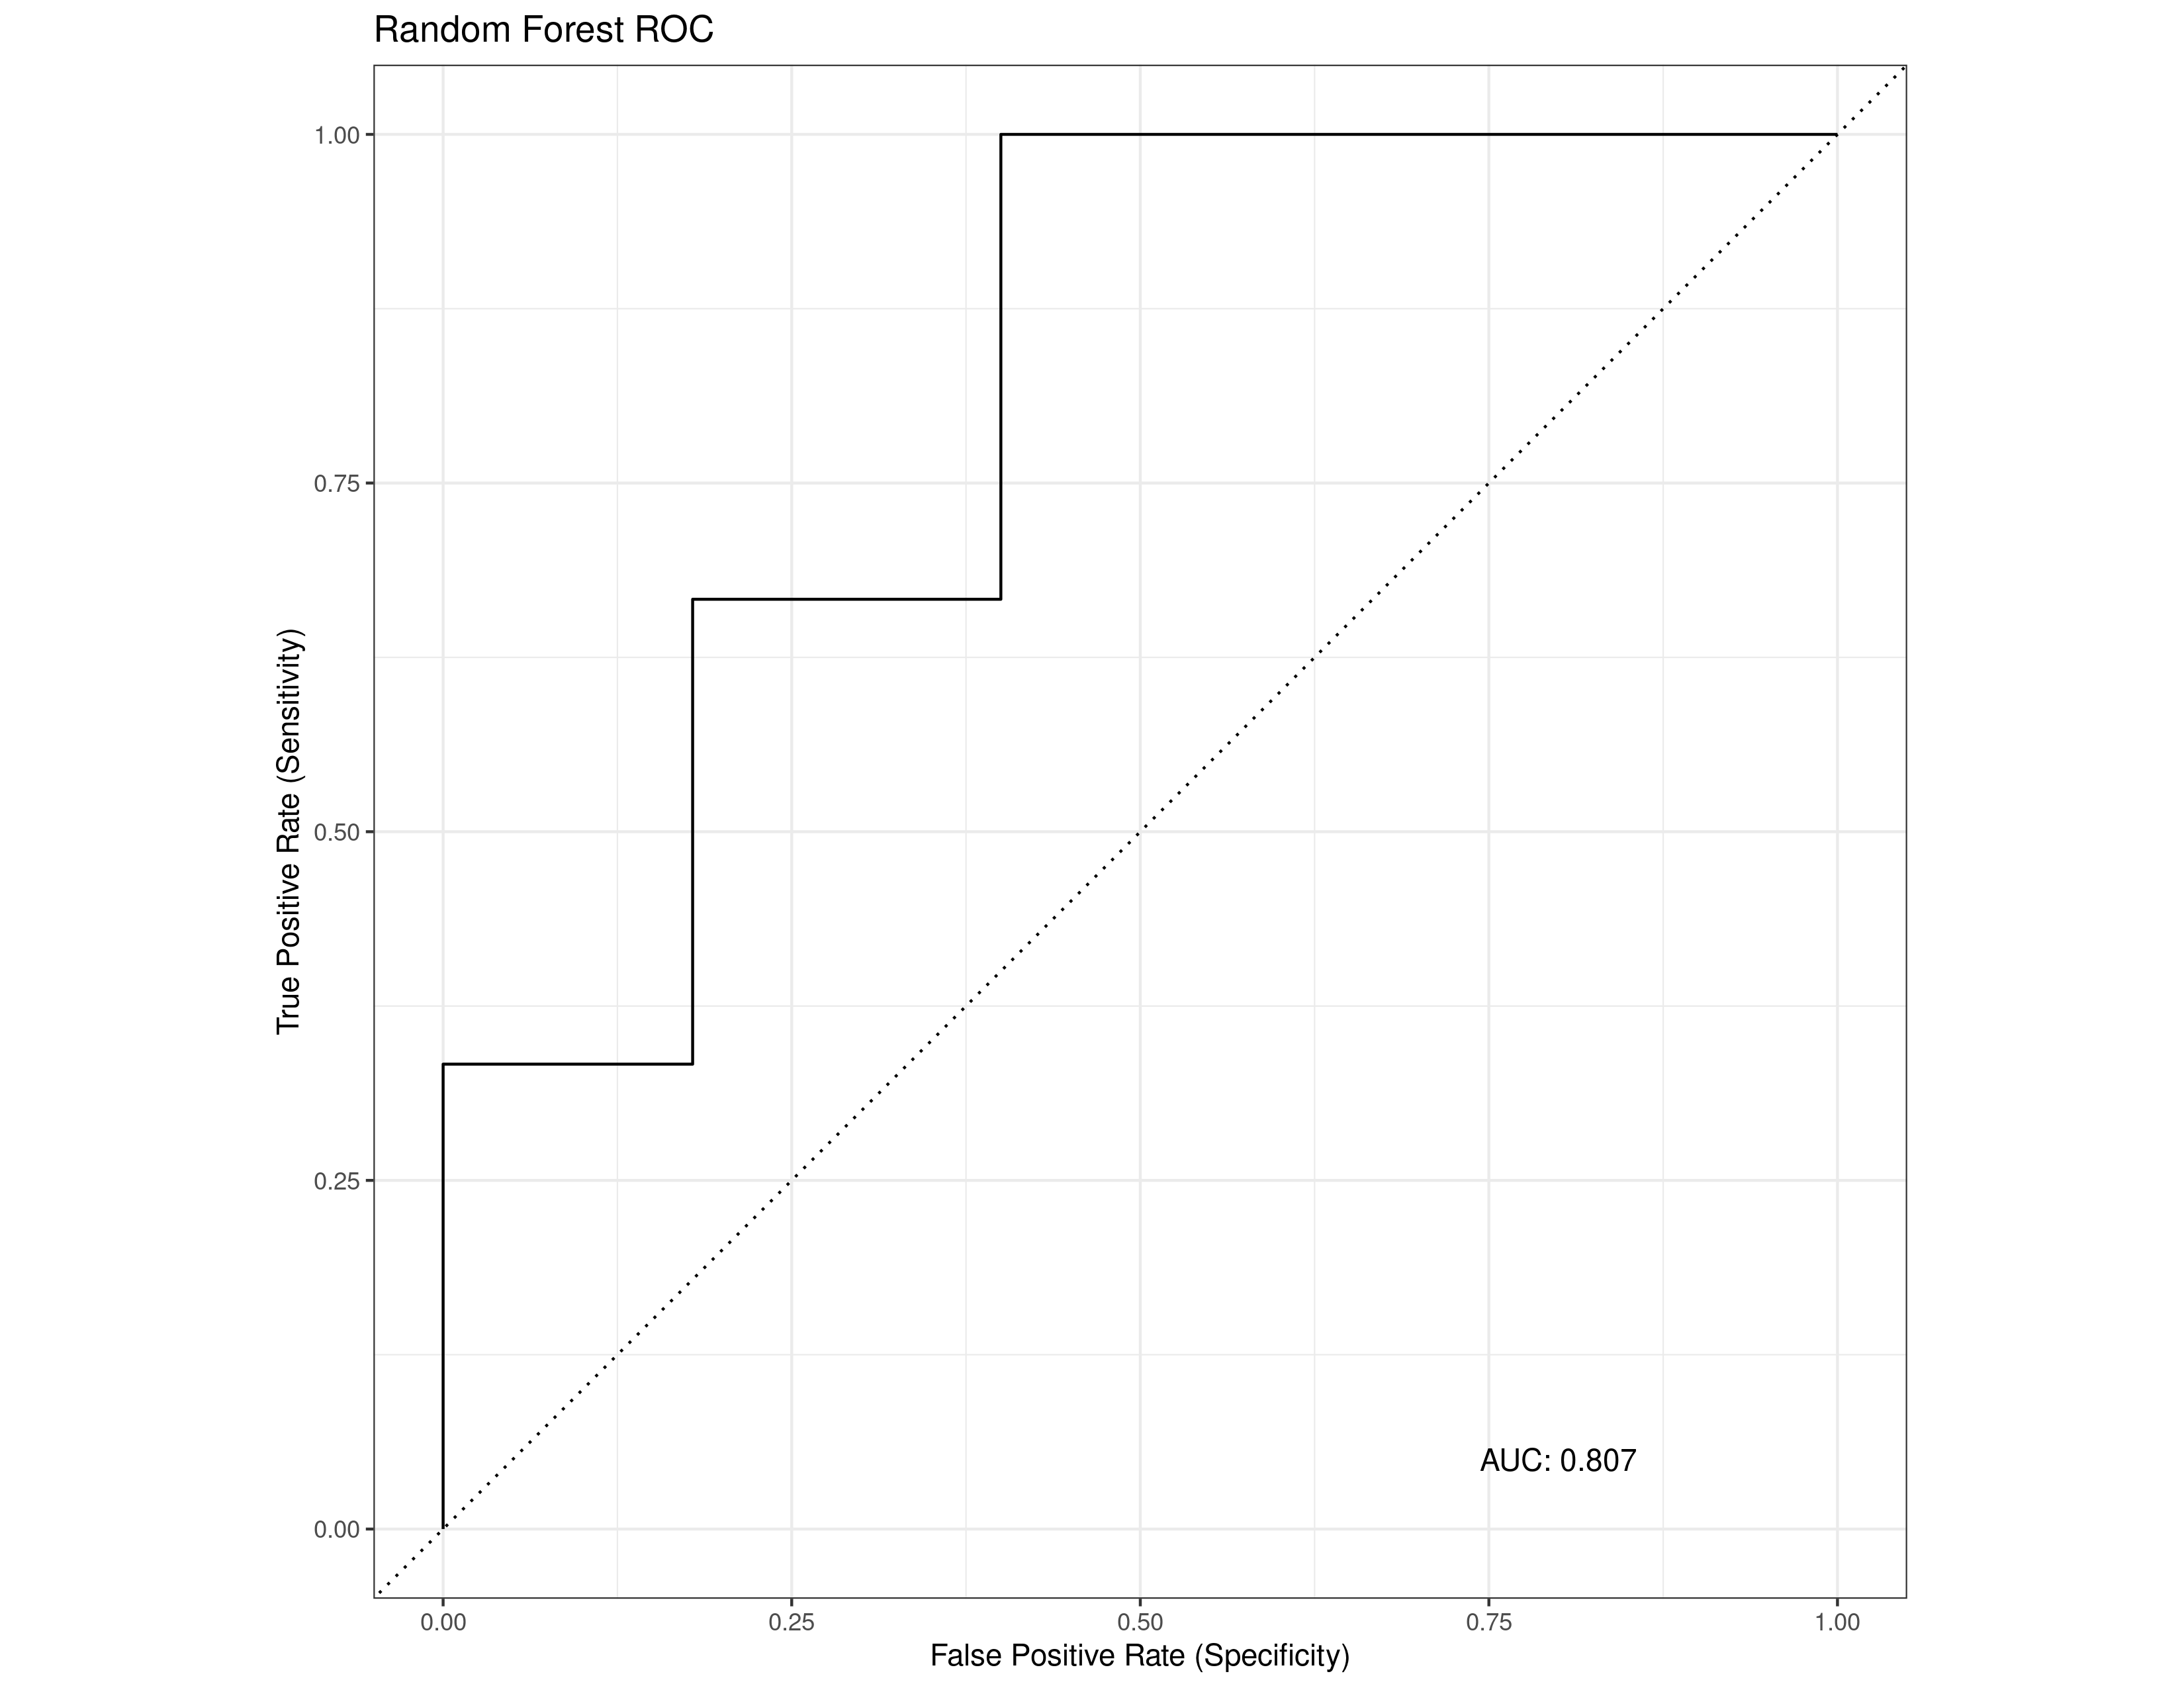 Random Forest ROC
1.00
0.75
0.50
0.25
0.00
True Positive Rate (Sensitivity)
AUC: 0.807
0.00 0.25 0.50 0.75 1.00
False Positive Rate (Specificity)